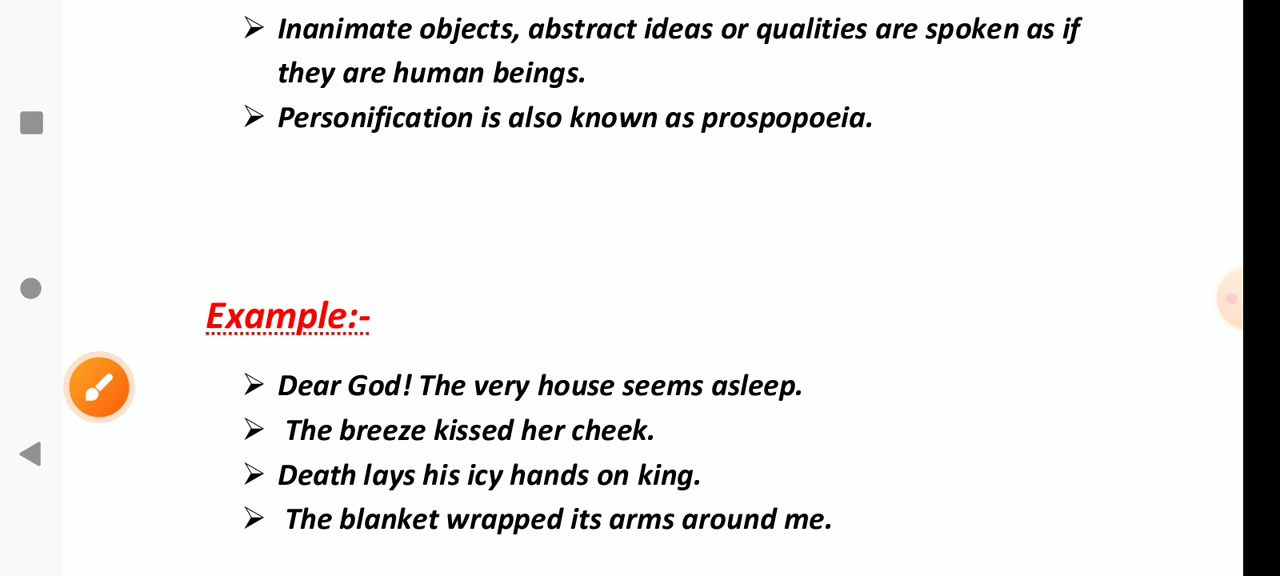 ➢ Inanimate objects, abstract ideas or qualities are spoken as if
they are human beings.
➢ Personification is also known as prospopoeia.
Example:-
➢ Dear God! The very house seems asleep.
➢ The breeze kissed her cheek.
➢ Death lays his icy hands on king.
➢ The blanket wrapped its arms around me.